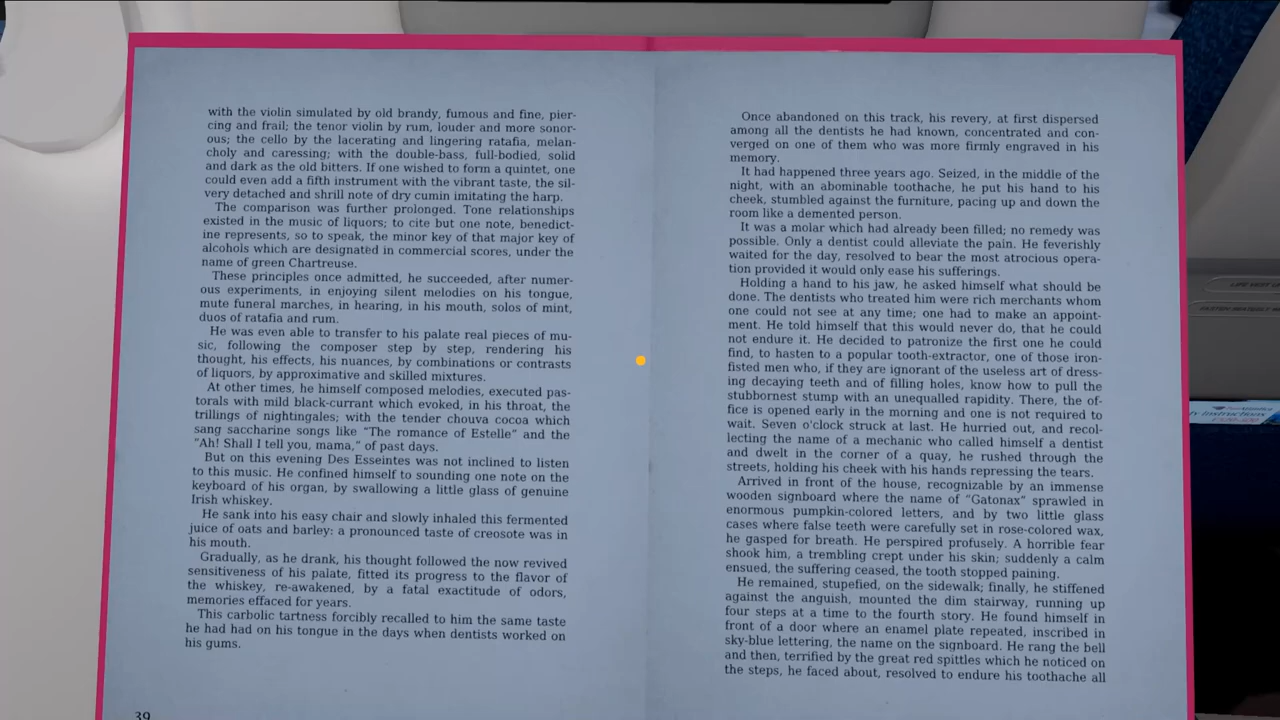 with the violin simulated by old brandy, fumous and fine, pier-
cing and frail; the tenor violin by rum, louder and more sonor-
ous; the cello by the lacerating and lingering ratafia, melan-
choly and caressing; with the double-bass, full-bodied, solid
and dark as the old bitters. If one wished to form a quintet, one
could even add a fifth instrument with the vibrant taste, the sil-
very detached and shrill note of dry cumin imitating the harp.
The comparison was further prolonged. Tone relationships
existed in the music of liquors; to cite but one note, benedict-
ine represents, so to speak, the minor key of that major key of
alcohols which are designated in commercial scores, under the
name of green Chartreuse.
These principles once admitted, he succeeded, after numer-
ous experiments, in enjoying silent melodies on his tongue,
mute funeral marches, in hearing, in his mouth, solos of mint,
duos of ratafia and rum.
He was even able to transfer to his palate real pieces of mu-
sic, following the composer step by step, rendering his
thought, his effects, his nuances, by combinations or contrasts
of liquors, by approximative and skilled mixtures.
At other times, he himself composed melodies, executed pas-
torals with mild black-currant which evoked, in his throat, the
trillings of nightingales; with the tender chouva cocoa which
sang saccharine songs like "The romance of Estelle" and the
"Ah! Shall I tell you, mama," of past days.
But on this evening Des Esseintes was not inclined to listen
to this music. He confined himself to sounding one note on the
keyboard of his organ, by swallowing a little glass of genuine
Irish whiskey.
He sank into his easy chair and slowly inhaled this fermented
juice of oats and barley: a pronounced taste of creosote was in
his mouth.
Gradually, as he drank, his thought followed the now revived
sensitiveness of his palate, fitted its progress to the flavor of
the whiskey, re-awakened, by a fatal exactitude of odors,
memories effaced for years.
This carbolic tartness forcibly recalled to him the same taste
he had had on his tongue in the days when dentists worked on
his gums.
39
Once abandoned on this track, his revery, at first dispersed
among all the dentists he had known, concentrated and con-
verged on one of them who was more firmly engraved in his
memory.
It had happened three years ago. Seized, in the middle of the
night, with an abominable toothache, he put his hand to his
cheek, stumbled against the furniture, pacing up and down the
room like a demented person.
It was a molar which had already been filled; no remedy was
possible. Only a dentist could alleviate the pain. He feverishly
waited for the day, resolved to bear the most atrocious opera-
tion provided it would only ease his sufferings.
Holding a hand to his jaw, he asked himself what should be
done. The dentists who treated him were rich merchants whom
one could not see at any time; one had to make an appoint-
ment. He told himself that this would never do, that he could
not endure it. He decided to patronize the first one he could
find, to hasten to a popular tooth-extractor, one of those iron-
fisted men who, if they are ignorant of the useless art of dress-
ing decaying teeth and of filling holes, know how to pull the
stubbornest stump with an unequalled rapidity. There, the of-
fice is opened early in the morning and one is not required to
wait. Seven o'clock struck at last. He hurried out, and recol-
lecting the name of a mechanic who called himself a dentist
and dwelt in the corner of a quay, he rushed through the
streets, holding his cheek with his hands repressing the tears.
Arrived in front of the house, recognizable by an immense
wooden signboard where the name of "Gatonax" sprawled in
enormous pumpkin-colored letters, and by two little glass
cases where false teeth were carefully set in rose-colored wax,
he gasped for breath. He perspired profusely. A horrible fear
shook him, a trembling crept under his skin; suddenly a calm
ensued, the suffering ceased, the tooth stopped paining.
He remained, stupefied, on the sidewalk; finally, he stiffened
against the anguish, mounted the dim stairway, running up
four steps at a time to the fourth story. He found himself in
front of a door where an enamel plate repeated, inscribed in
sky-blue lettering, the name on the signboard. He rang the bell
and then, terrified by the great red spittles which he noticed on
the steps, he faced about, resolved to endure his toothache all